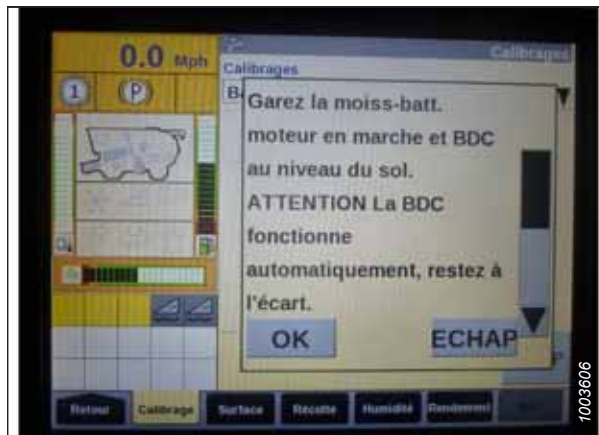 0.0 Mph
Calibrages
1
P
Calibrages
Garez la moiss-batt.
moteur en marche et BDC
au niveau du sol.
ATTENTION La BDC
fonctionne
automatiquement, restez à
l'écart.
OK ECHAP
Retour Calibrage Surface Récolte Humidité Rendement
1003606